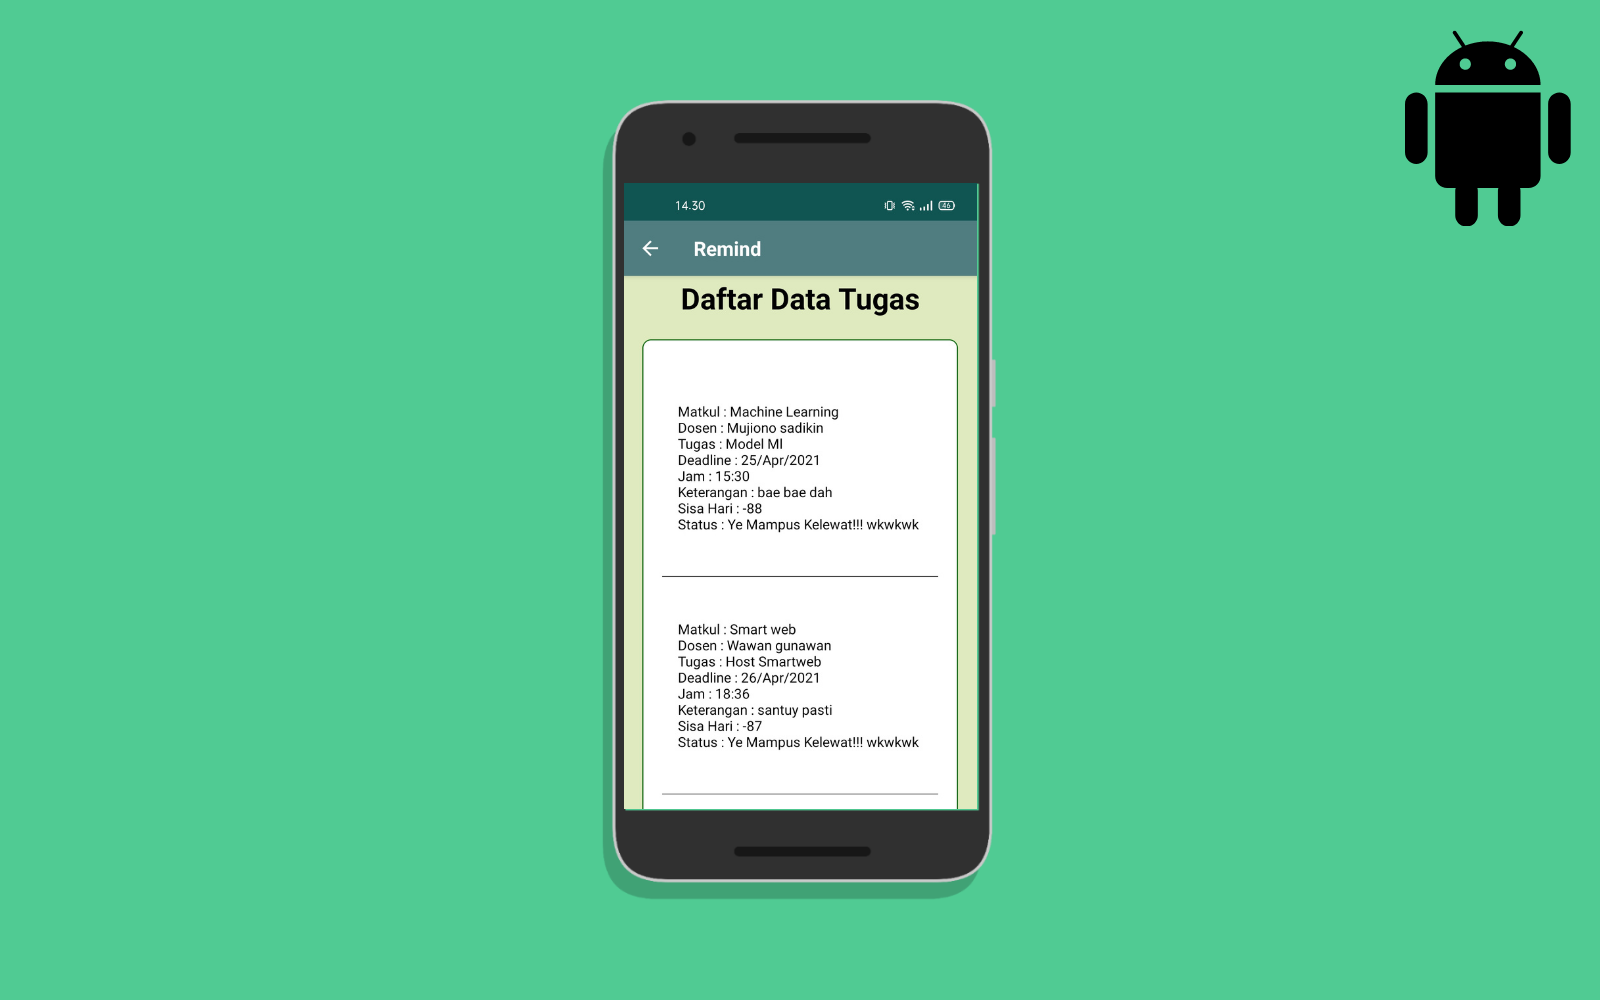 14.30
46
Remind
Daftar Data Tugas
Matkul : Machine Learning
Dosen : Mujiono sadikin
Tugas : Model Ml
Deadline : 25/Apr/2021
Jam : 15:30
Keterangan : bae bae dah
Sisa Hari : -88
Status : Ye Mampus Kelewat!!! wkwkwk
Matkul : Smart web
Dosen : Wawan gunawan
Tugas : Host Smartweb
Deadline : 26/Apr/2021
Jam : 18:36
Keterangan : santuy pasti
Sisa Hari : -87
Status : Ye Mampus Kelewat!!! wkwkwk